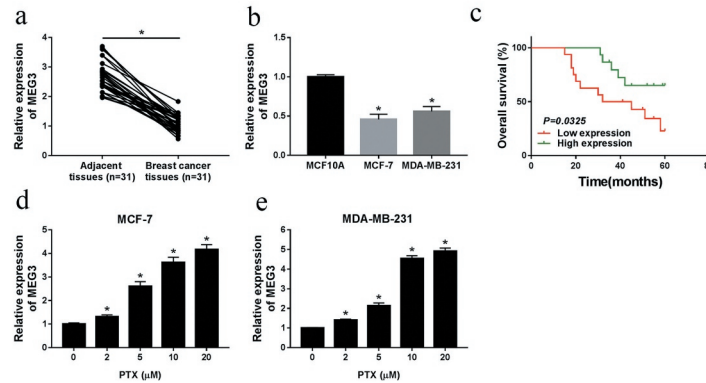 a
*
Relative expression
of MEG3
4
3
2
1
0
Adjacent
tissues (n=31)
Breast cancer
tissues (n=31)
b
Relative expression
of MEG3
1.5
1.0
0.5
0.0
*
*
MCF10A
MCF-7
MDA-MB-231
c
Overall survival (%)
100
50
0
P=0.0325
Low expression
High expression
0
20
40
60
Time(months)
d
MCF-7
Relative expression
of MEG3
5
4
3
2
1
0
*
*
*
*
0
2
5
10
20
PTX (μM)
e
MDA-MB-231
Relative expression
of MEG3
6
5
4
3
2
1
0
*
*
*
*
0
2
5
10
20
PTX (μM)